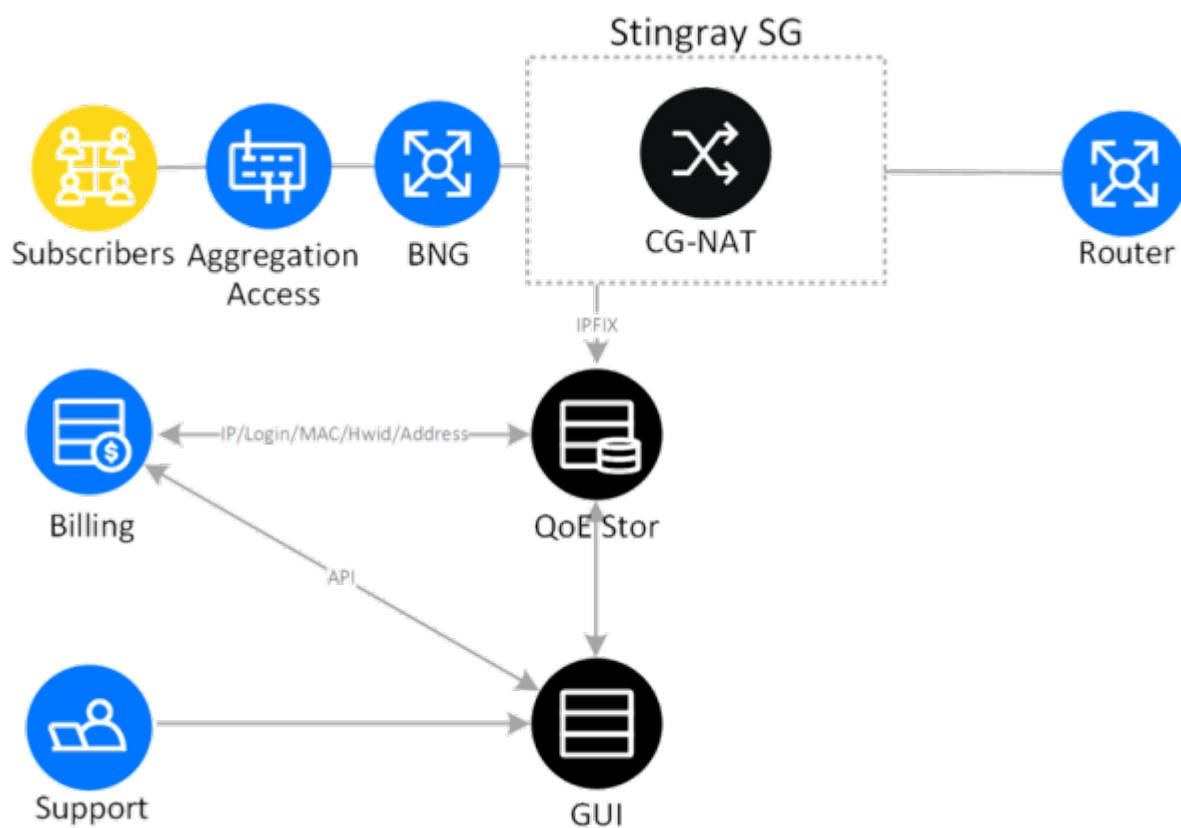 Stingray SG
Subscribers
Aggregation
Access
BNG
CG-NAT
Router
IPFIX
IP/Login/MAC/Hwid/Address
$
Billing
QoE Stor
API
Support
GUI